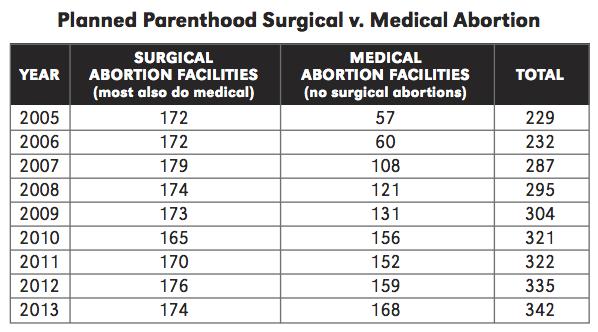 Planned Parenthood Surgical v. Medical Abortion
YEAR SURGICAL ABORTION FACILITIES (most also do medical) MEDICAL ABORTION FACILITIES (no surgical abortions) TOTAL
2005 172 57 229
2006 172 60 232
2007 179 108 287
2008 174 121 295
2009 173 131 304
2010 165 156 321
2011 170 152 322
2012 176 159 335
2013 174 168 342